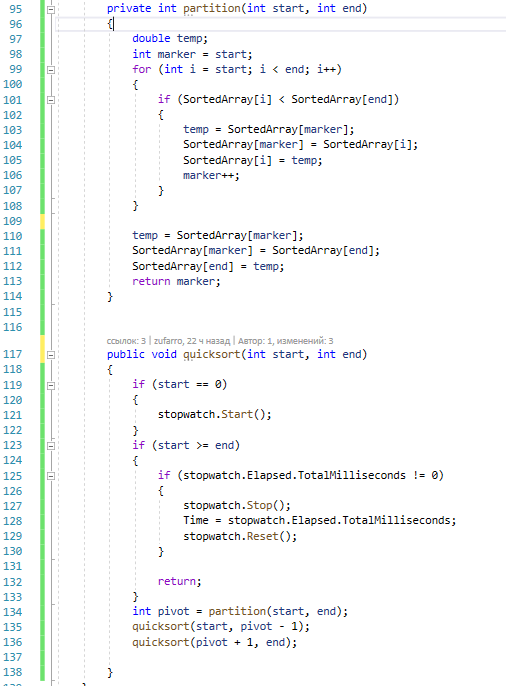 95 private int partition(int start, int end)
96 {
97 double temp;
98 int marker = start;
99 for (int i = start; i < end; i++)
100 {
101 if (SortedArray[i] < SortedArray[end])
102 {
103 temp = SortedArray[marker];
104 SortedArray[marker] = SortedArray[i];
105 SortedArray[i] = temp;
106 marker++;
107 }
108 }
109
110 temp = SortedArray[marker];
111 SortedArray[marker] = SortedArray[end];
112 SortedArray[end] = temp;
113 return marker;
114 }
115
116
ссылок: 3 | zufarro, 22 ч назад | Автор: 1, изменений: 3
117 public void quicksort(int start, int end)
118 {
119 if (start == 0)
120 {
121 stopwatch.Start();
122 }
123 if (start >= end)
124 {
125 if (stopwatch.Elapsed.TotalMilliseconds != 0)
126 {
127 stopwatch.Stop();
128 Time = stopwatch.Elapsed.TotalMilliseconds;
129 stopwatch.Reset();
130 }
131
132 return;
133 }
134 int pivot = partition(start, end);
135 quicksort(start, pivot - 1);
136 quicksort(pivot + 1, end);
137
138 }